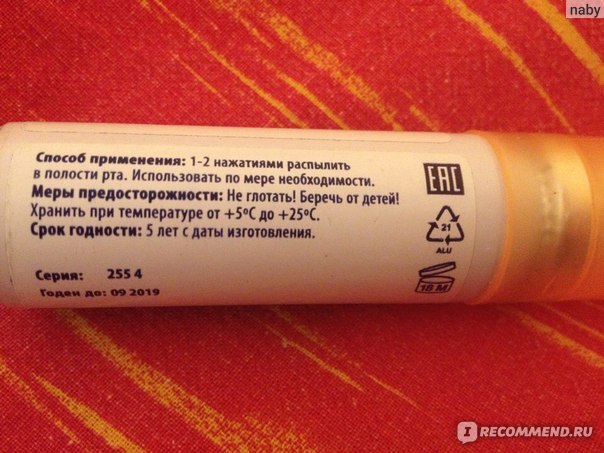 naby
Способ применения: 1-2 нажатиями распылить
в полости рта. Использовать по мере необходимости.
Меры предосторожности: Не глотать! Беречь от детей!
Хранить при температуре от +5ºС до +25ºС.
Срок годности: 5 лет с даты изготовления.
Серия: 255 4
Годен до: 09 2019
EAC
21
ALU
18 M
IRECOMMEND.RU